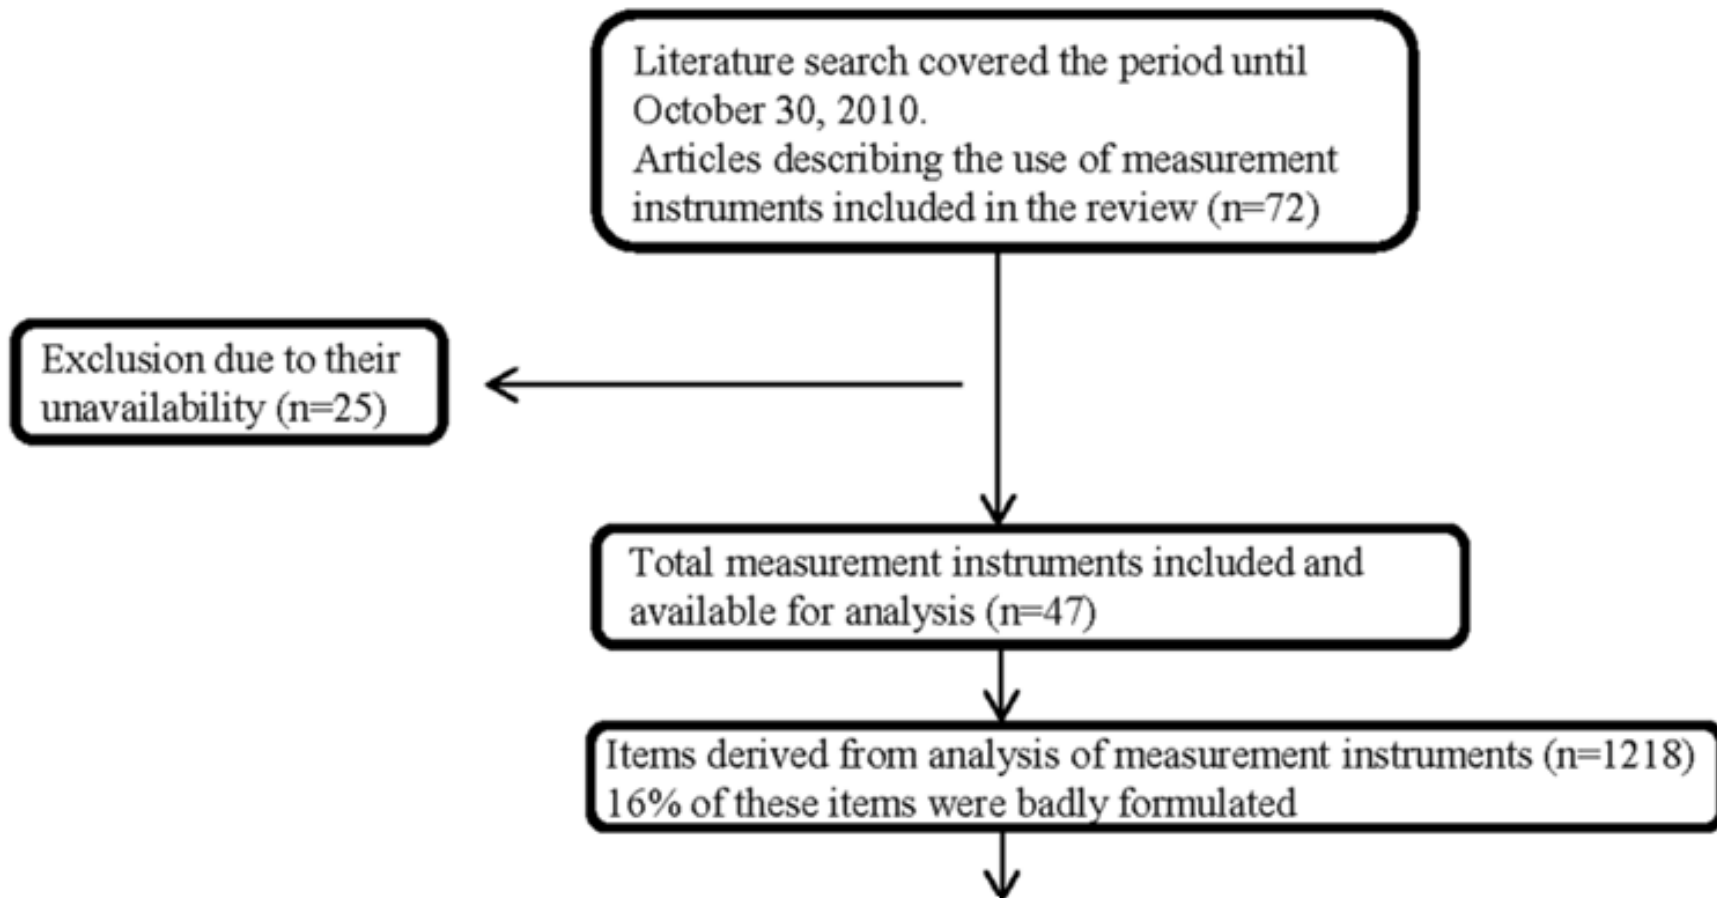 Literature search covered the period until
October 30, 2010.
Articles describing the use of measurement
instruments included in the review (n=72)
Exclusion due to their
unavailability (n=25)
Total measurement instruments included and
available for analysis (n=47)
Items derived from analysis of measurement instruments (n=1218)
16% of these items were badly formulated